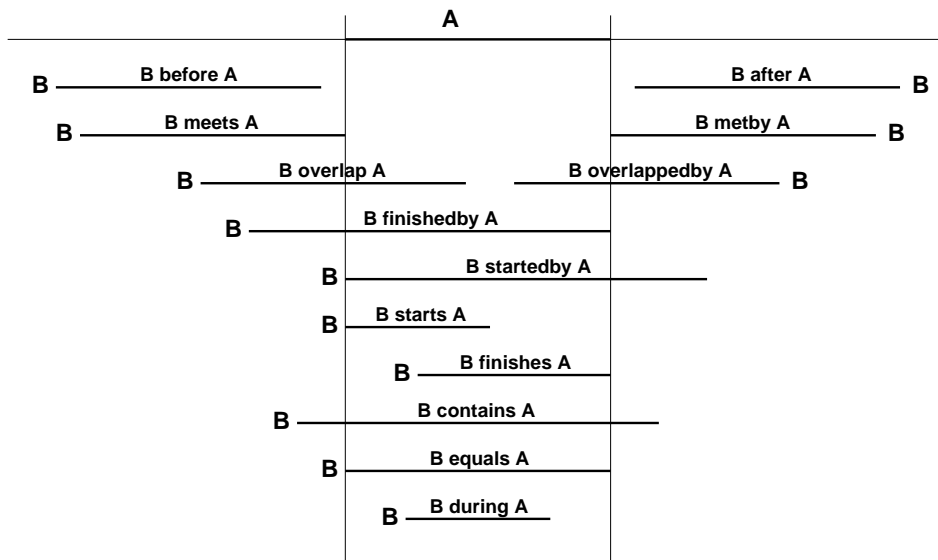 A
B B before A B after A B
B B meets A B metby A B
B B overlap A B overlappedby A B
B B finishedby A
B B startedby A
B B starts A
B B finishes A
B B contains A
B B equals A
B B during A